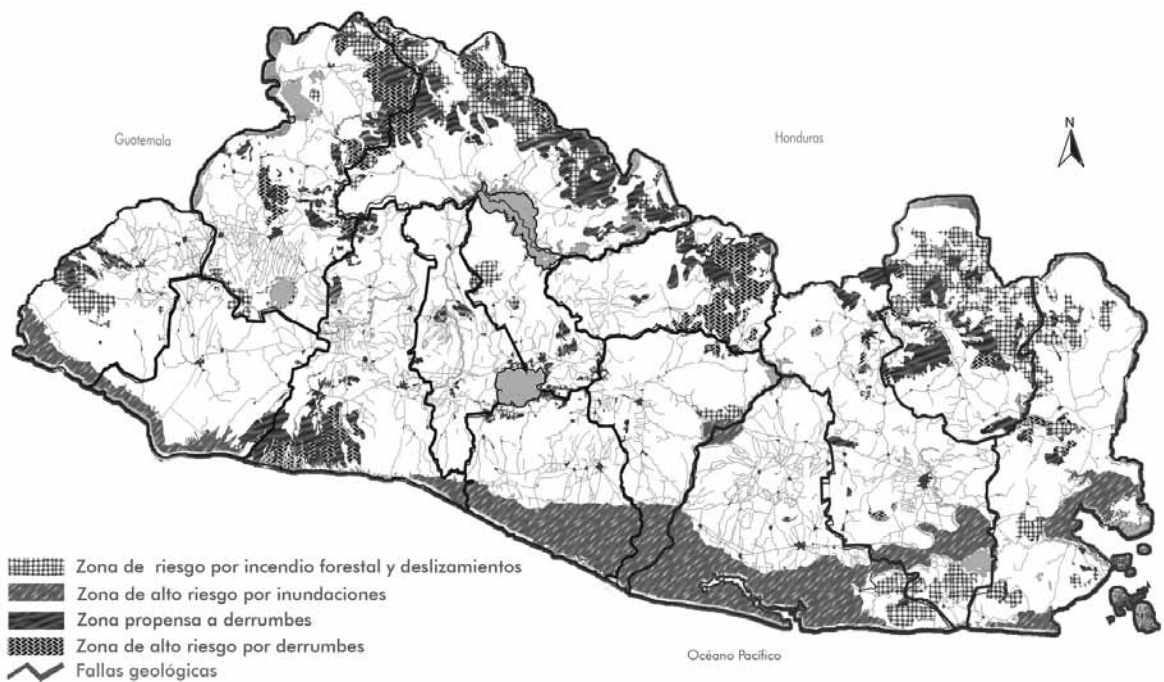 Guatemala
Honduras
N
Zona de riesgo por incendio forestal y deslizamientos
Zona de alto riesgo por inundaciones
Zona propensa a derrumbes
Zona de alto riesgo por derrumbes
Fallas geológicas
Océano Pacífico